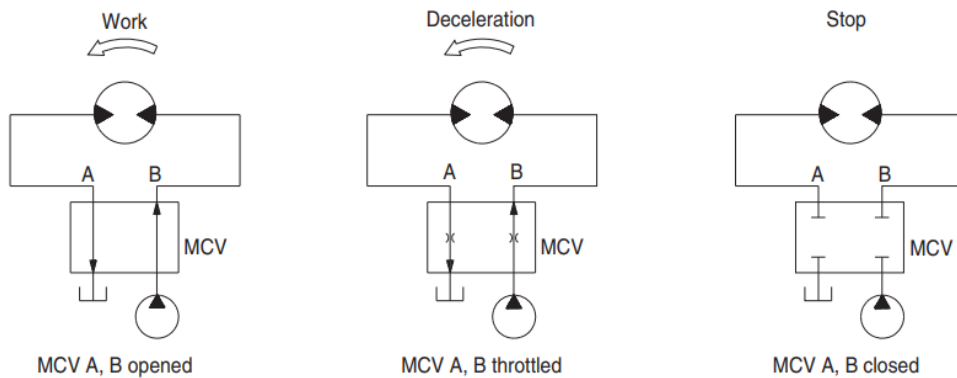 Work
Deceleration
Stop
A B
MCV
A B
MCV
A B
MCV
MCV A, B opened
MCV A, B throttled
MCV A, B closed